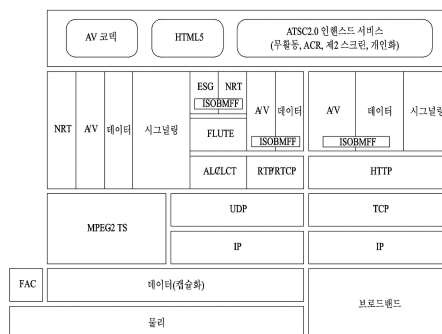 AV 코덱
HTML5
ATSC2.0 인핸스드 서비스
(무활동, ACR, 제2 스크린, 개인화)
NRT
A/V
데이터
시그널링
ESG NRT
ISOBMFF
FLUTE
ALC/LCT
A/V 데이터
ISOBMFF
RTP/RTCP
A/V 데이터
ISOBMFF
HTTP
MPEG2 TS
UDP
TCP
IP
IP
FAC
데이터(캡슐화)
브로드밴드
물리